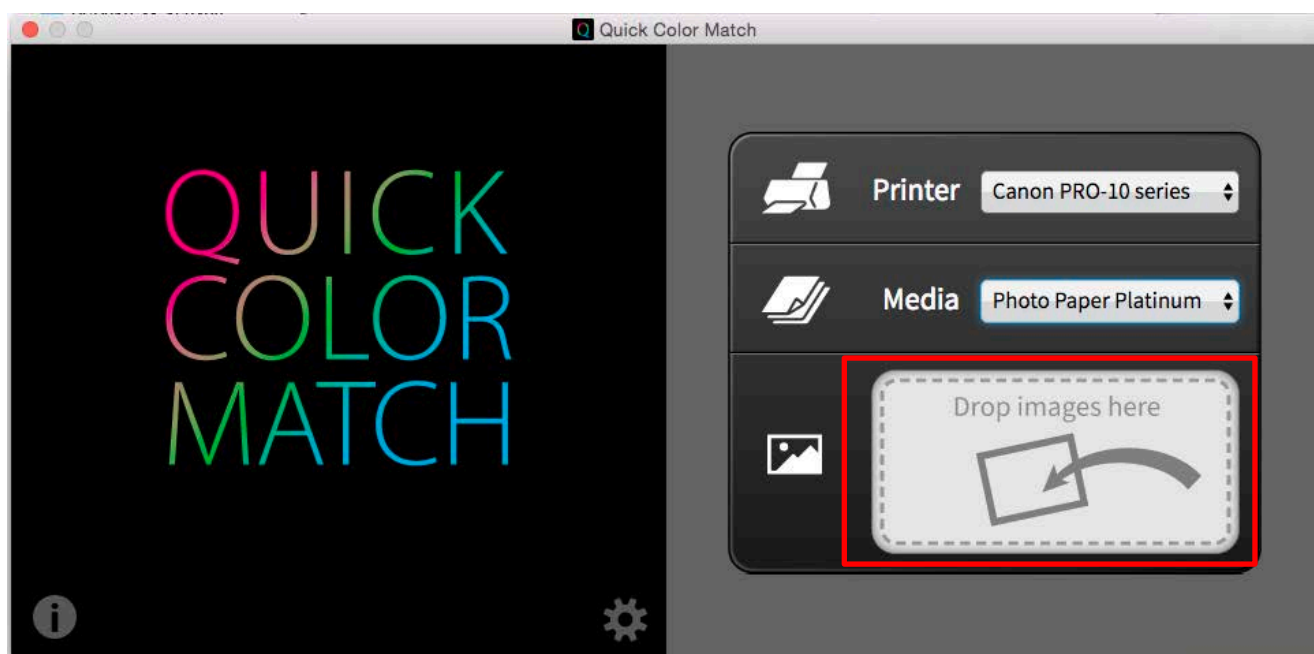 Quick Color Match
QUICK
COLOR
MATCH
Printer
Canon PRO-10 series
Media
Photo Paper Platinum
Drop images here